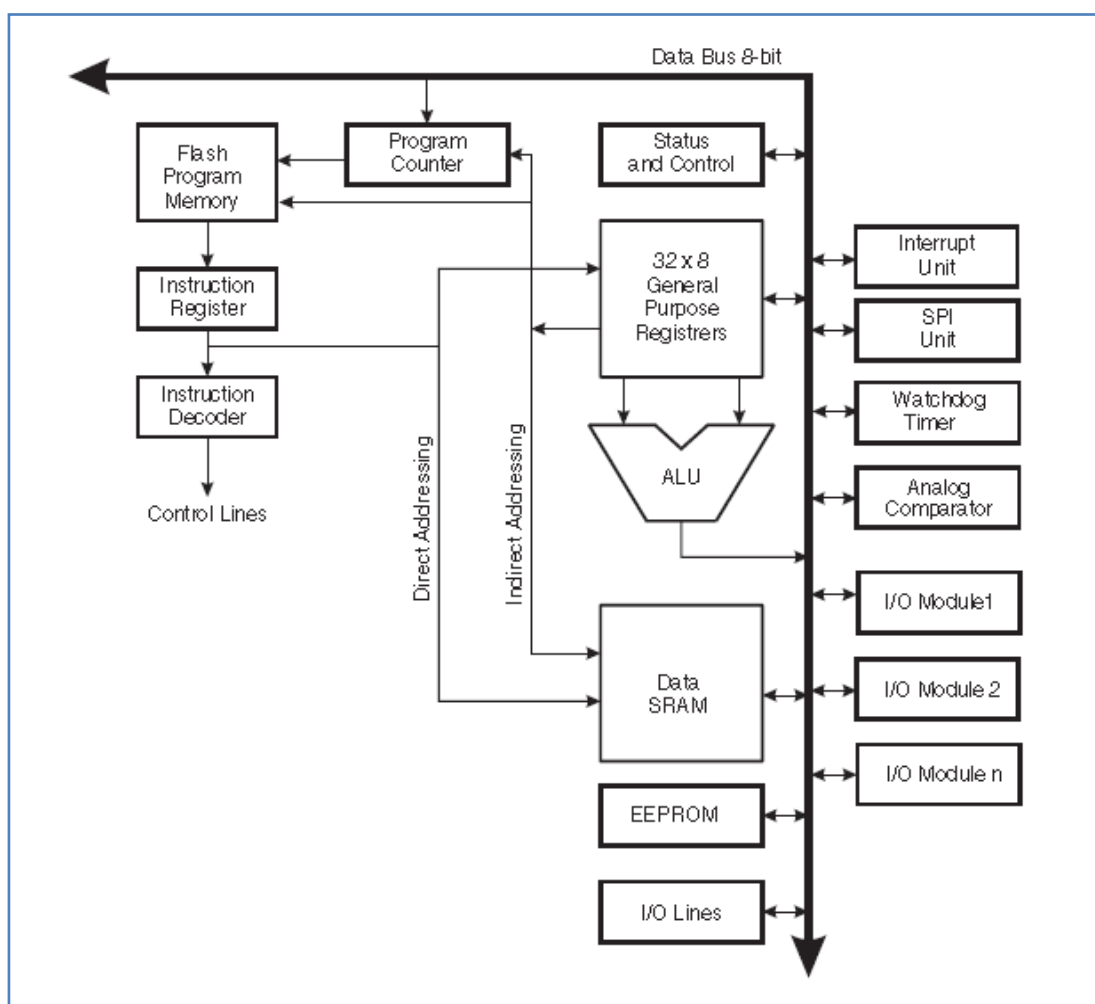 Data Bus 8-bit
Flash
Program
Memory
Program
Counter
Status
and Control
Interrupt
Unit
32 x 8
General
Purpose
Registrers
Instruction
Register
SPI
Unit
Instruction
Decoder
Watchdog
Timer
ALU
Analog
Comparator
Control Lines
Direct Addressing
Indirect Addressing
I/O Module1
Data
SRAM
I/O Module 2
I/O Module n
EEPROM
I/O Lines